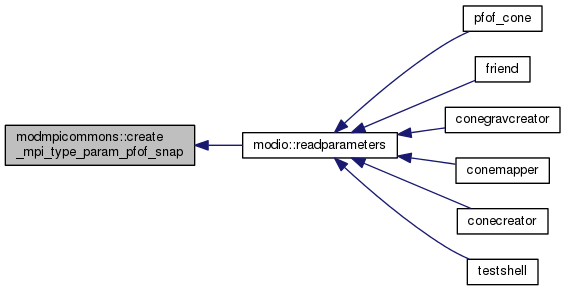 modmpicommons::create
_mpi_type_param_pfof_snap
modio::readparameters
pfof_cone
friend
conegravcreator
conemapper
conecreator
testshell